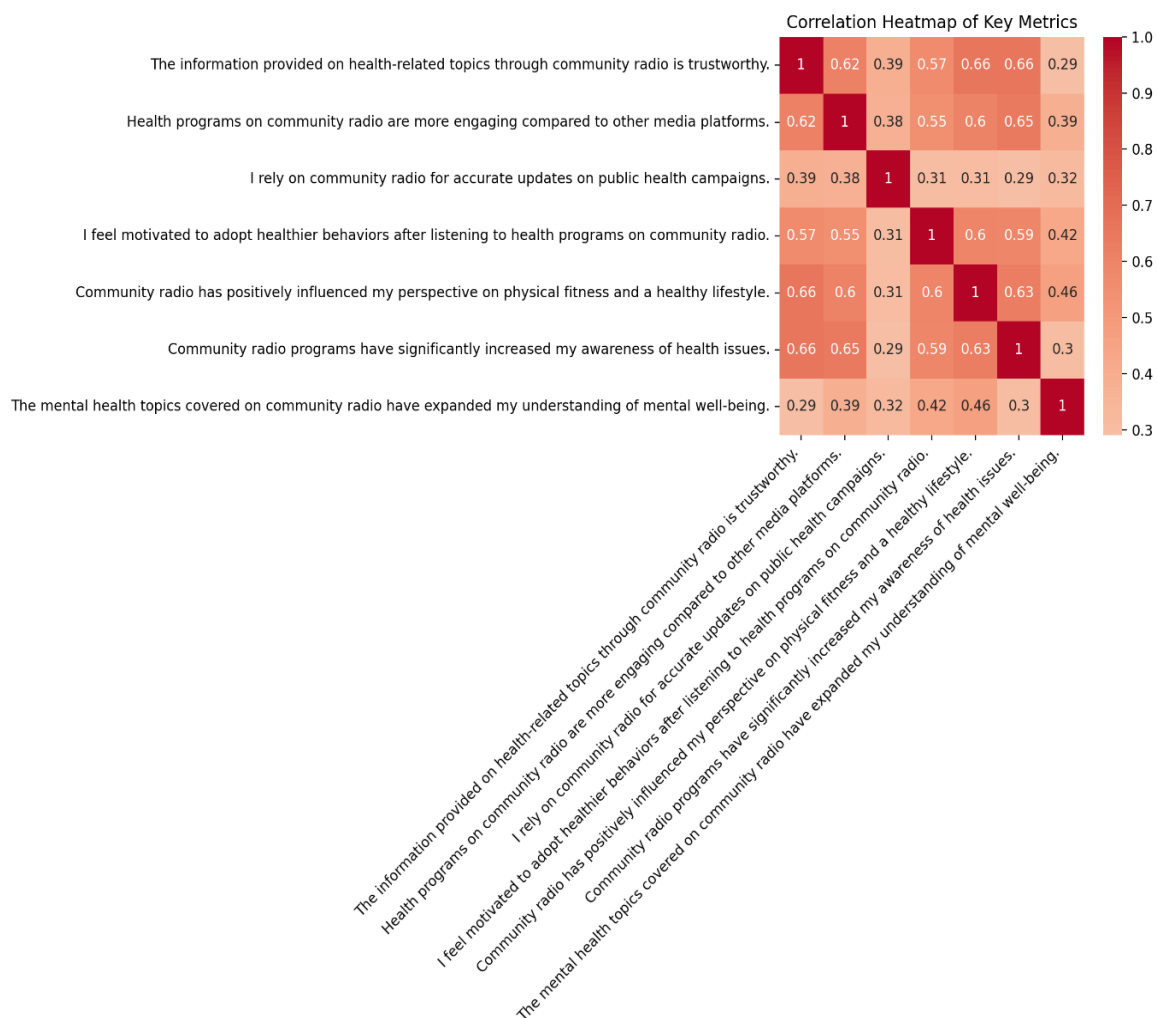 Correlation Heatmap of Key Metrics
The information provided on health-related topics through community radio is trustworthy. 1 0.62 0.39 0.57 0.66 0.66 0.29
Health programs on community radio are more engaging compared to other media platforms. 0.62 1 0.38 0.55 0.6 0.65 0.39
I rely on community radio for accurate updates on public health campaigns. 0.39 0.38 1 0.31 0.31 0.29 0.32
I feel motivated to adopt healthier behaviors after listening to health programs on community radio. 0.57 0.55 0.31 1 0.6 0.59 0.42
Community radio has positively influenced my perspective on physical fitness and a healthy lifestyle. 0.66 0.6 0.31 0.6 1 0.63 0.46
Community radio programs have significantly increased my awareness of health issues. 0.66 0.65 0.29 0.59 0.63 1 0.3
The mental health topics covered on community radio have expanded my understanding of mental well-being. 0.29 0.39 0.32 0.42 0.46 0.3 1
1.0
0.9
0.8
0.7
0.6
0.5
0.4
0.3
The information provided on health-related topics through community radio is trustworthy.
Health programs on community radio are more engaging compared to other media platforms.
I rely on community radio for accurate updates on public health campaigns.
I feel motivated to adopt healthier behaviors after listening to health programs on community radio.
Community radio has positively influenced my perspective on physical fitness and a healthy lifestyle.
Community radio programs have significantly increased my awareness of health issues.
The mental health topics covered on community radio have expanded my understanding of mental well-being.